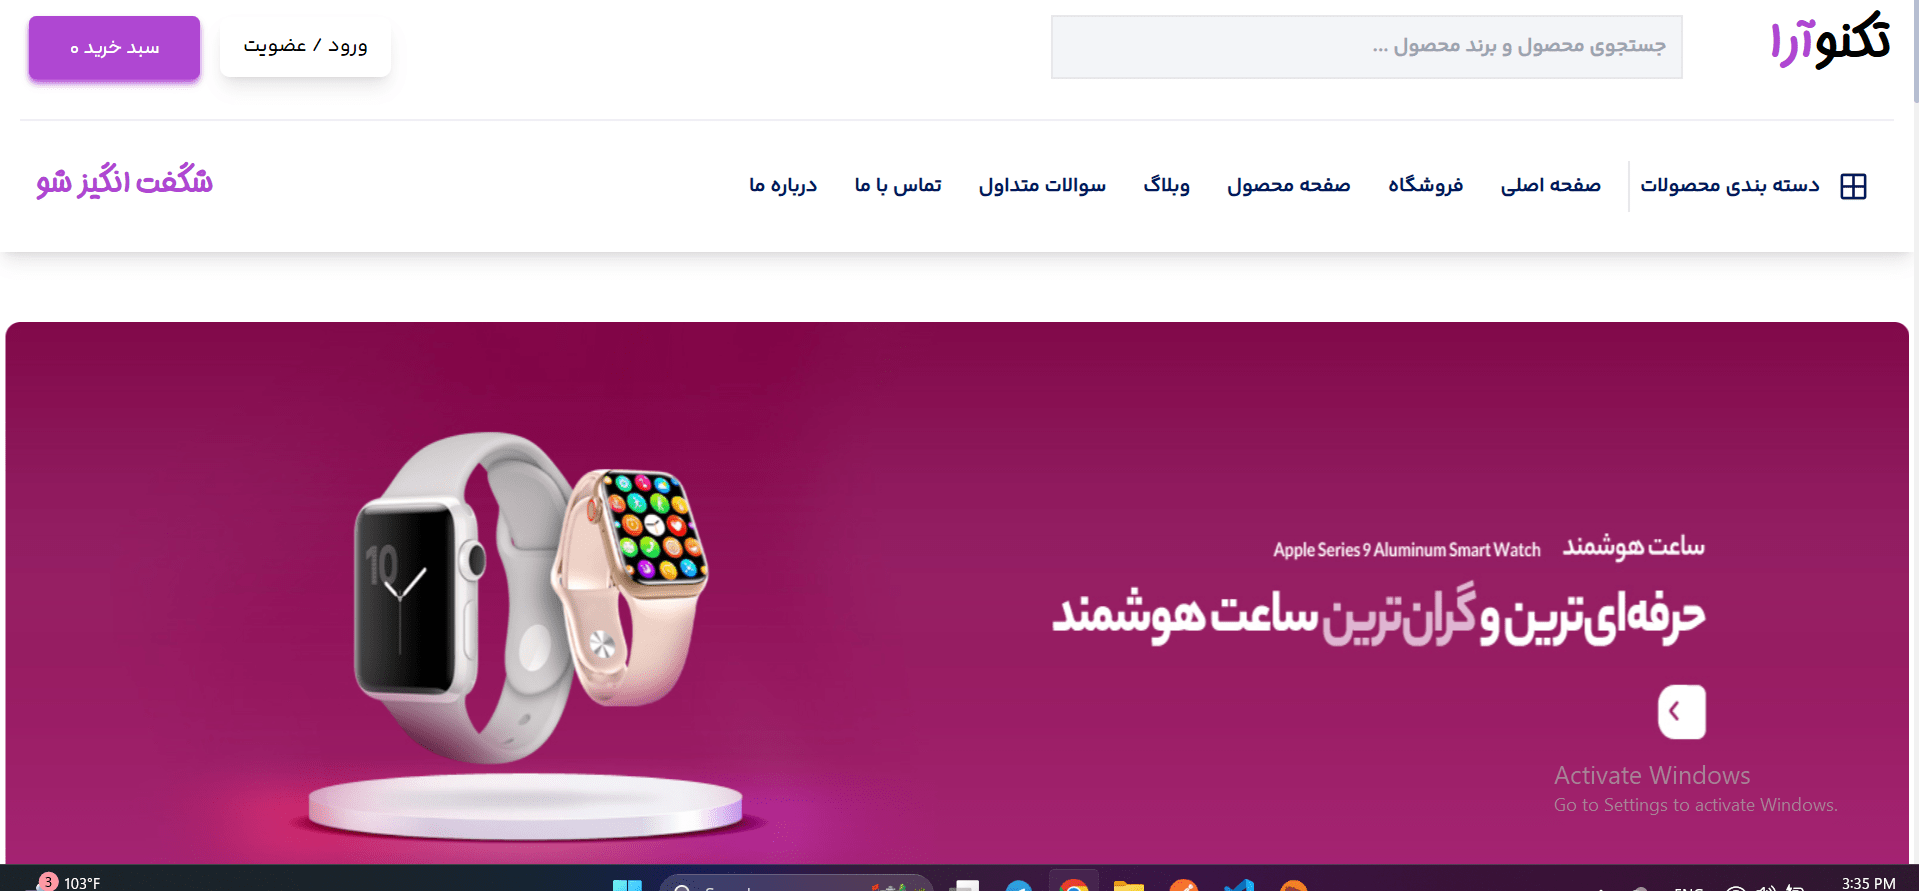 تکنوآرا
جستجوی محصول و برند محصول ...
ورود / عضویت
سبد خرید ۰
دسته بندی محصولات
صفحه اصلی
فروشگاه
صفحه محصول
وبلاگ
سوالات متداول
تماس با ما
درباره ما
شگفت انگیز شو
10
ساعت هوشمند Apple Series 9 Aluminum Smart Watch
حرفه‌ای‌ترین و گران‌ترین ساعت هوشمند
Activate Windows
Go to Settings to activate Windows.
3
103°F
3:35 PM